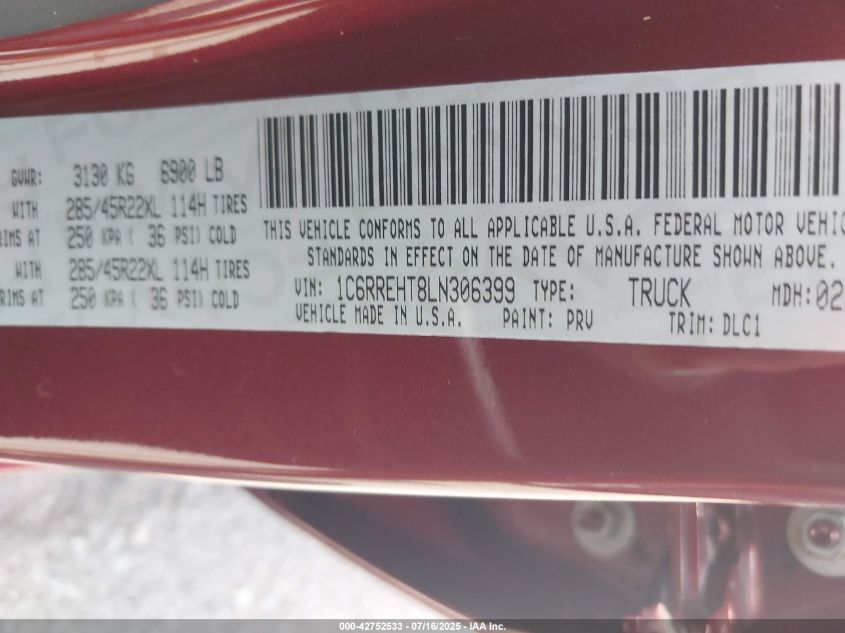 GVWR: 3130 KG 6900 LB
WITH 285/45R22XL 114H TIRES
RIMS AT 250 KPA ( 36 PSI) COLD
WITH 285/45R22XL 114H TIRES
RIMS AT 250 KPA ( 36 PSI) COLD
THIS VEHICLE CONFORMS TO ALL APPLICABLE U.S.A. FEDERAL MOTOR VEHIC
STANDARDS IN EFFECT ON THE DATE OF MANUFACTURE SHOWN ABOVE.
VIN: 1C6RREHT8LN306399 TYPE: TRUCK MDH:02
VEHICLE MADE IN U.S.A. PAINT: PRV TRIM: DLC1
000-42752533 - 07/16/2025 - IAA Inc.